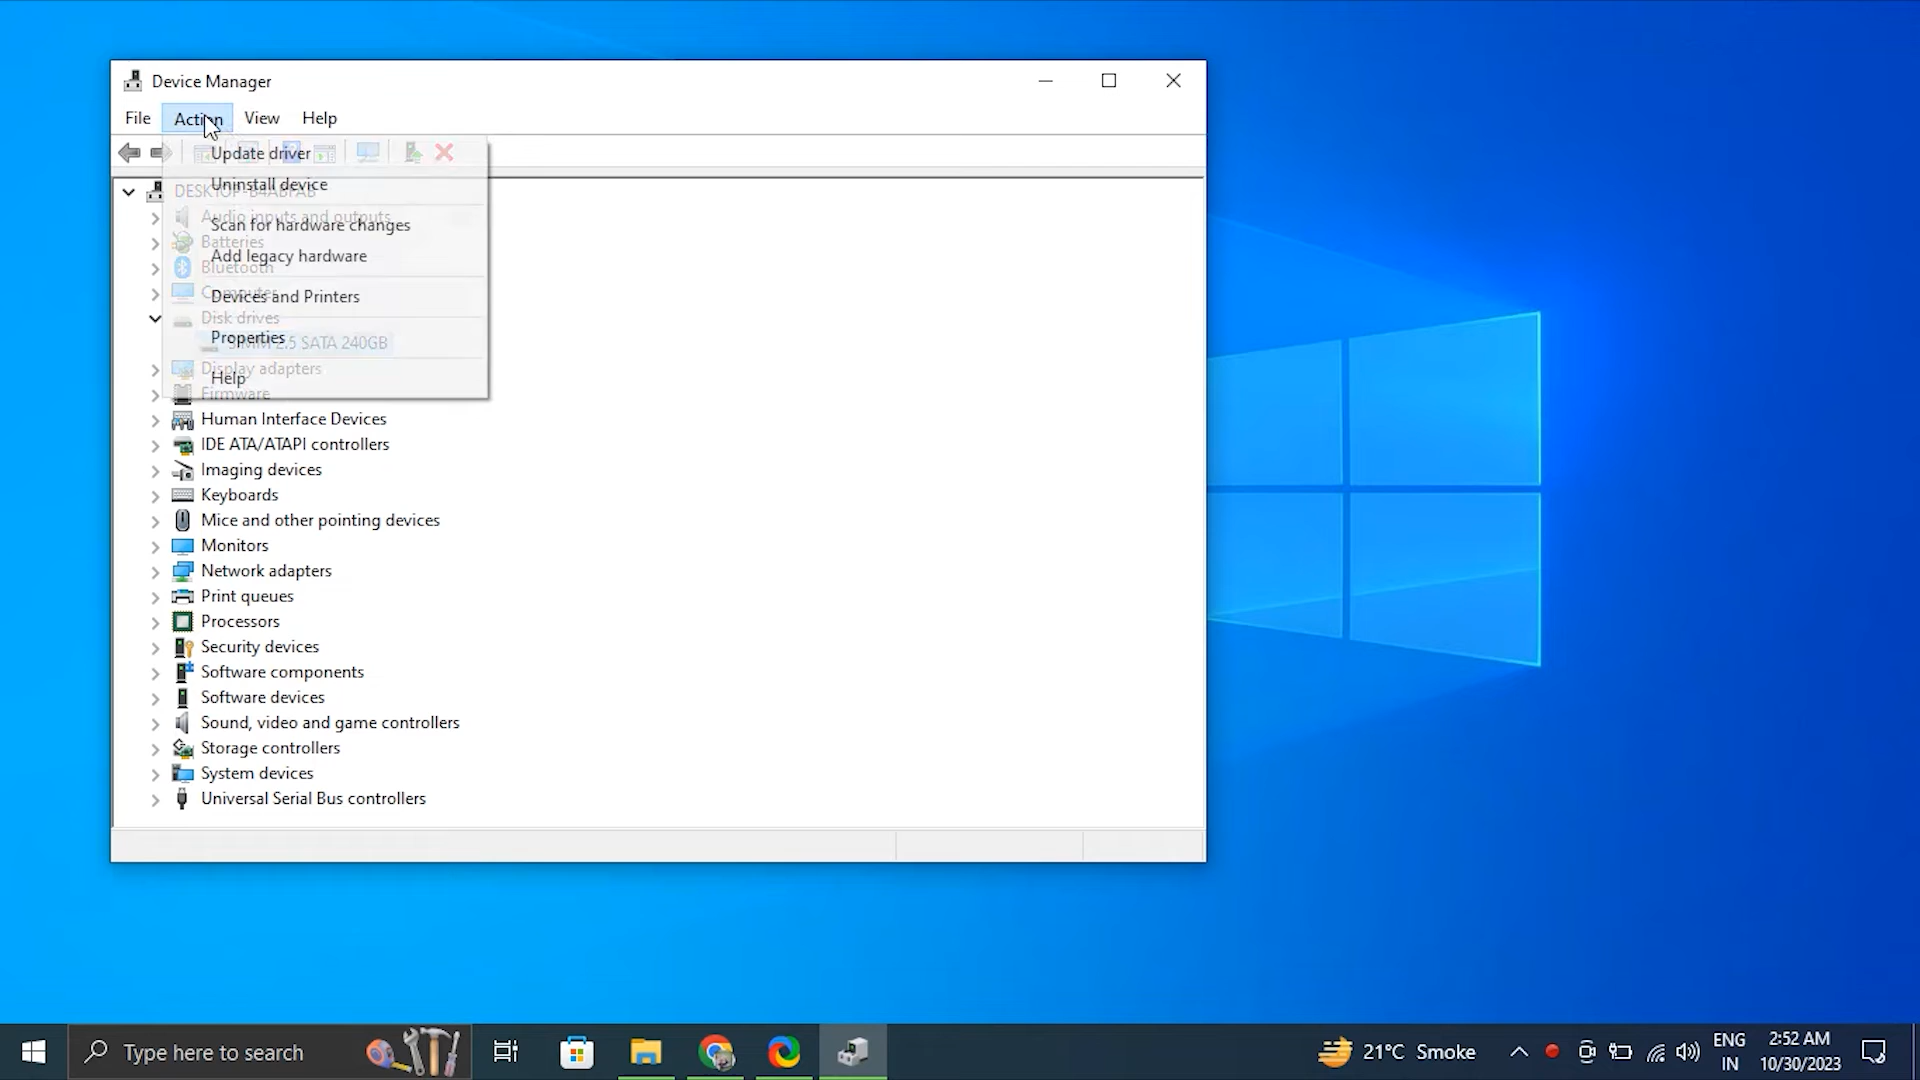 Device Manager
File Action View Help
Update driver
Uninstall device
Scan for hardware changes
Add legacy hardware
Devices and Printers
Properties
Help
Audio inputs and outputs
Batteries
Bluetooth
Computer
Disk drives
2.5 SATA 240GB
Display adapters
Firmware
Human Interface Devices
IDE ATA/ATAPI controllers
Imaging devices
Keyboards
Mice and other pointing devices
Monitors
Network adapters
Print queues
Processors
Security devices
Software components
Software devices
Sound, video and game controllers
Storage controllers
System devices
Universal Serial Bus controllers
Type here to search
21°C Smoke
ENG
IN
2:52 AM
10/30/2023